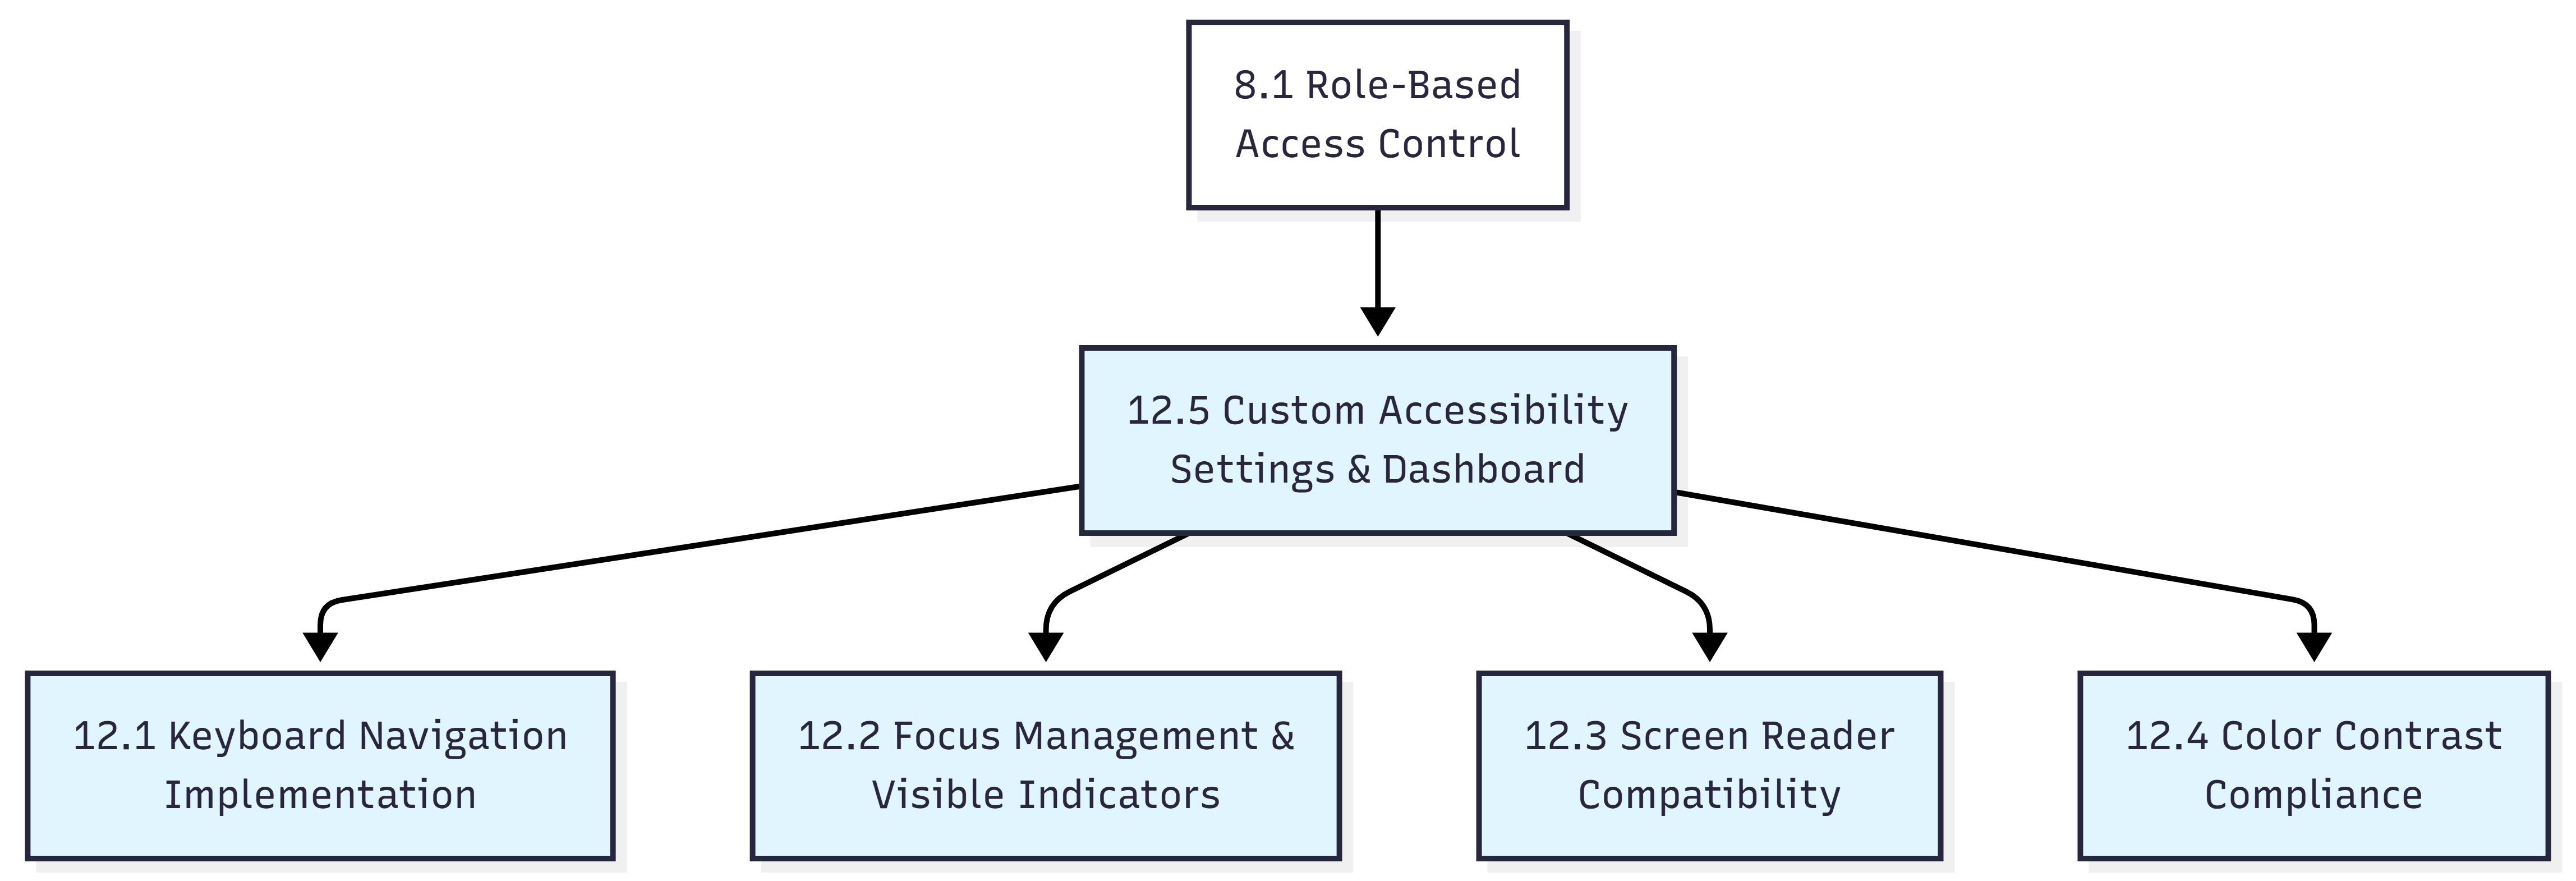 8.1 Role-Based
Access Control
12.5 Custom Accessibility
Settings & Dashboard
12.1 Keyboard Navigation
Implementation
12.2 Focus Management &
Visible Indicators
12.3 Screen Reader
Compatibility
12.4 Color Contrast
Compliance